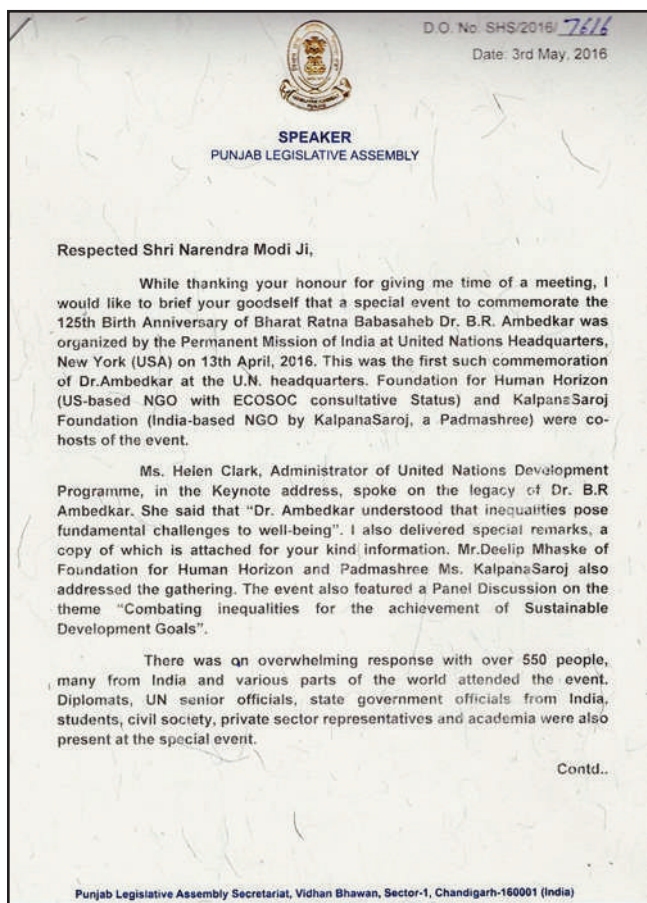 D.O. No. SHS/2016/ 7616
Date: 3rd May, 2016
SPEAKER
PUNJAB LEGISLATIVE ASSEMBLY
Respected Shri Narendra Modi Ji,
While thanking your honour for giving me time of a meeting, I
would like to brief your goodself that a special event to commemorate the
125th Birth Anniversary of Bharat Ratna Babasaheb Dr. B.R. Ambedkar was
organized by the Permanent Mission of India at United Nations Headquarters,
New York (USA) on 13th April, 2016. This was the first such commemoration
of Dr.Ambedkar at the U.N. headquarters. Foundation for Human Horizon
(US-based NGO with ECOSOC consultative Status) and KalpanaSaroj
Foundation (India-based NGO by KalpanaSaroj, a Padmashree) were co-
hosts of the event.
Ms. Helen Clark, Administrator of United Nations Development
Programme, in the Keynote address, spoke on the legacy of Dr. B.R
Ambedkar. She said that “Dr. Ambedkar understood that inequalities pose
fundamental challenges to well-being”. I also delivered special remarks, a
copy of which is attached for your kind information. Mr.Deelip Mhaske of
Foundation for Human Horizon and Padmashree Ms. KalpanaSaroj also
addressed the gathering. The event also featured a Panel Discussion on the
theme “Combating inequalities for the achievement of Sustainable
Development Goals”.
There was an overwhelming response with over 550 people,
many from India and various parts of the world attended the event.
Diplomats, UN senior officials, state government officials from India,
students, civil society, private sector representatives and academia were also
present at the special event.
Contd..
Punjab Legislative Assembly Secretariat, Vidhan Bhawan, Sector-1, Chandigarh-160001 (India)